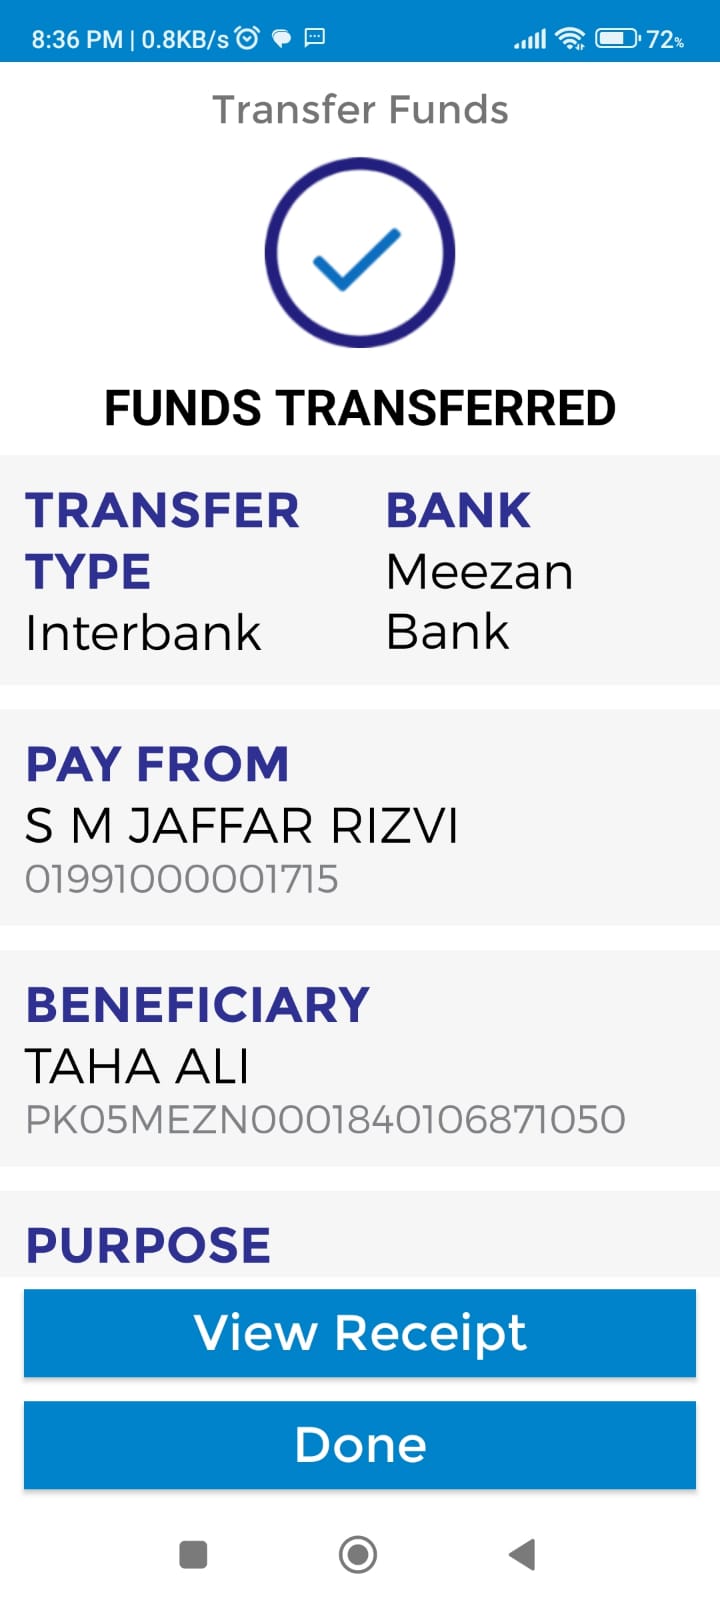 8:36 PM | 0.8KB/s 72%
Transfer Funds
FUNDS TRANSFERRED
TRANSFER TYPE
Interbank
BANK
Meezan Bank
PAY FROM
S M JAFFAR RIZVI
01991000001715
BENEFICIARY
TAHA ALI
PK05MEZN0001840106871050
PURPOSE
View Receipt
Done